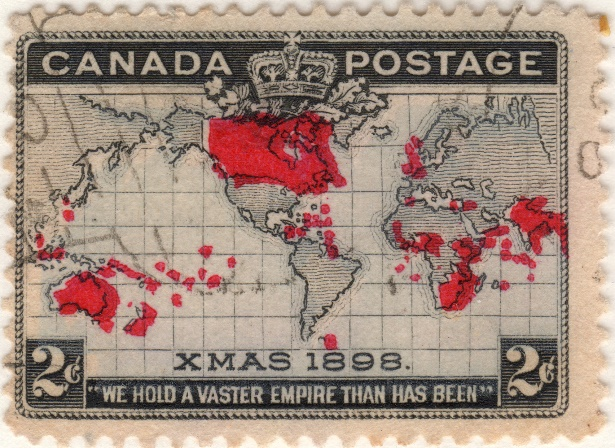 CANADA POSTAGE
XMAS 1898.
2¢ 2¢
"WE HOLD A VASTER EMPIRE THAN HAS BEEN"